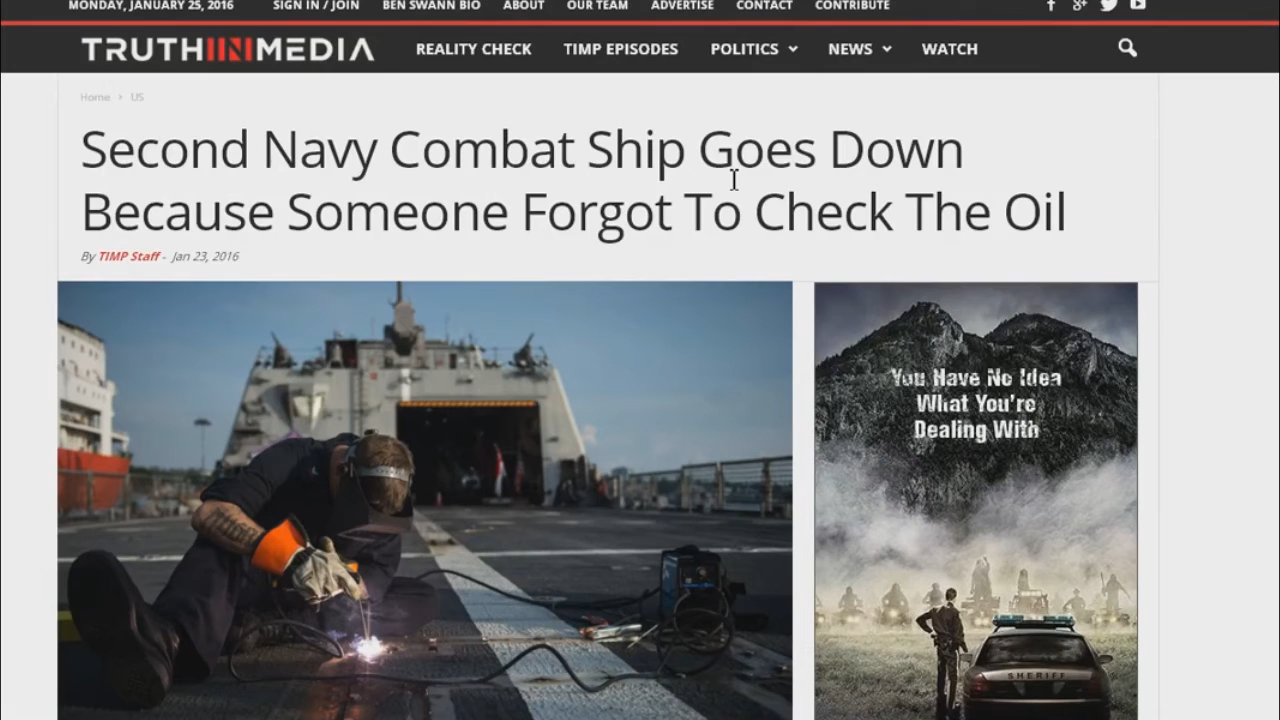 MONDAY, JANUARY 25, 2016 SIGN IN / JOIN BEN SWANN BIO ABOUT OUR TEAM ADVERTISE CONTACT CONTRIBUTE
TRUTHINMEDIA REALITY CHECK TIMP EPISODES POLITICS NEWS WATCH
Home > US
Second Navy Combat Ship Goes Down
Because Someone Forgot To Check The Oil
By TIMP Staff - Jan 23, 2016
You Have No Idea
What You're
Dealing With
SHERIFF